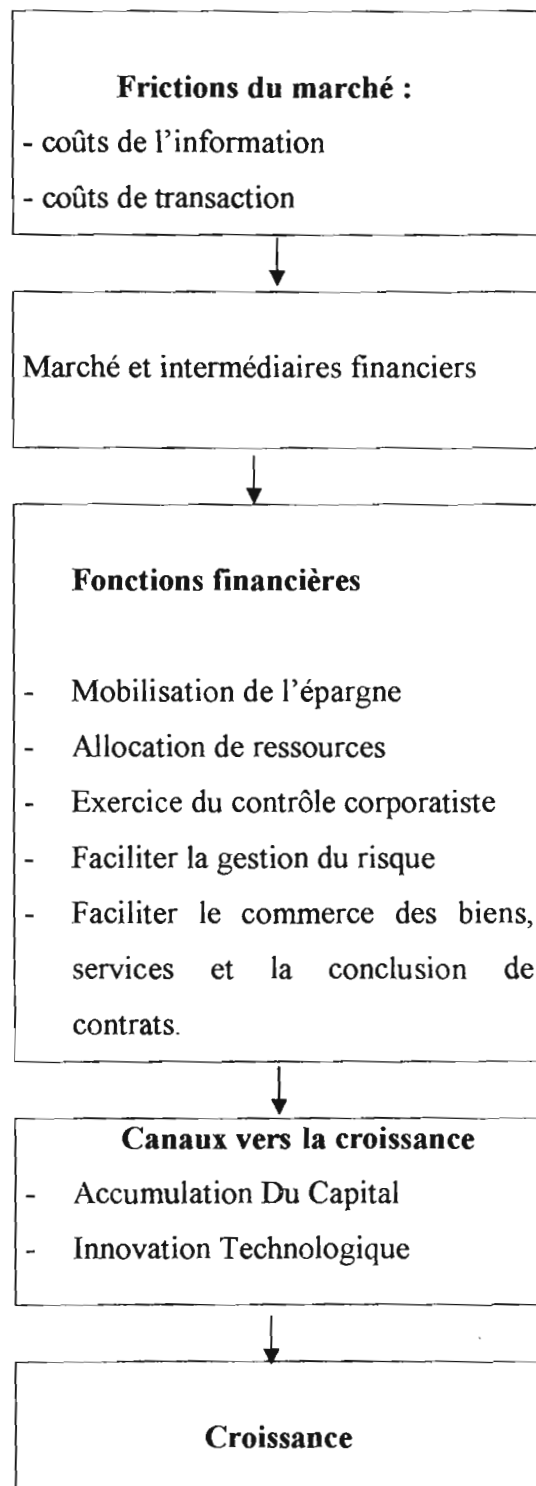 Frictions du marché :
- coûts de l'information
- coûts de transaction
Marché et intermédiaires financiers
Fonctions financières
- Mobilisation de l'épargne
- Allocation de ressources
- Exercice du contrôle corporatiste
- Faciliter la gestion du risque
- Faciliter le commerce des biens,
services et la conclusion de
contrats.
Canaux vers la croissance
- Accumulation Du Capital
- Innovation Technologique
Croissance